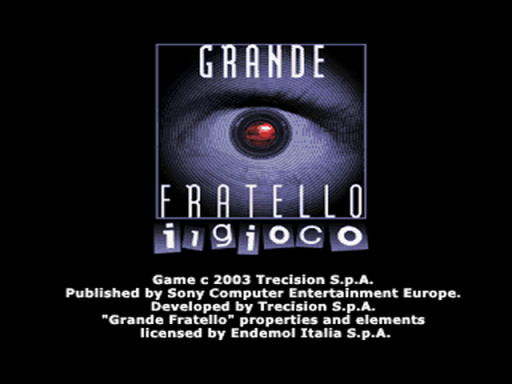 GRANDE
FRATELLO
il gioco
Game c 2003 Trecision S.p.A.
Published by Sony Computer Entertainment Europe.
Developed by Trecision S.p.A.
"Grande Fratello" properties and elements
licensed by Endemol Italia S.p.A.